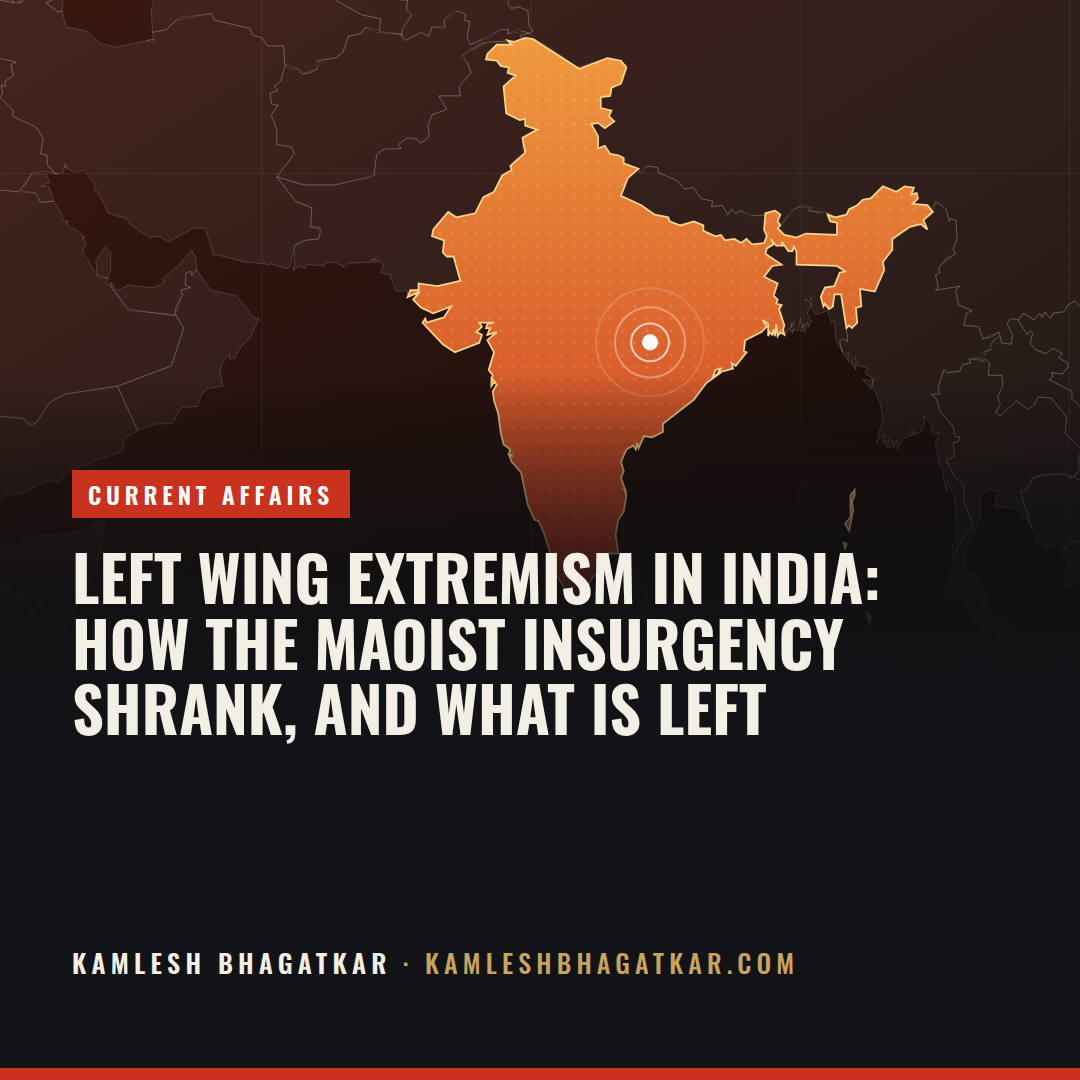 CURRENT AFFAIRS
LEFT WING EXTREMISM IN INDIA:
HOW THE MAOIST INSURGENCY
SHRANK, AND WHAT IS LEFT
KAMLESH BHAGATKAR · KAMLESHBHAGATKAR.COM